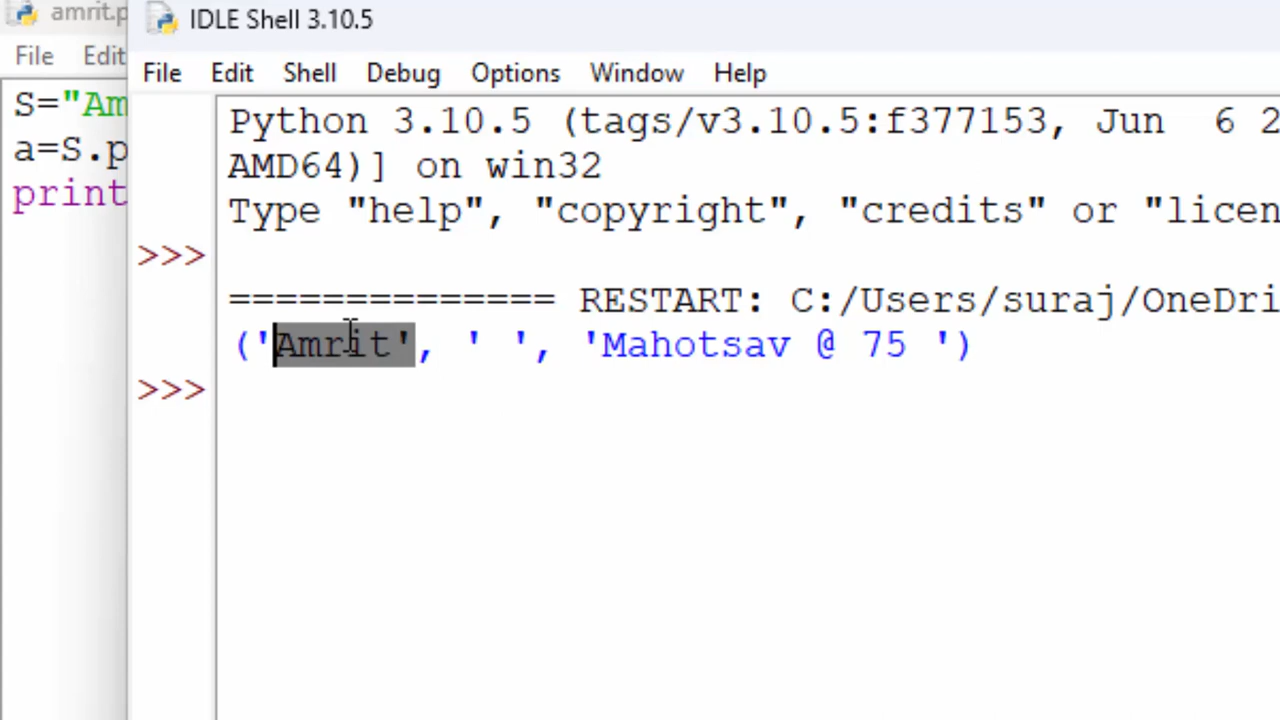 amrit.p
IDLE Shell 3.10.5
File Edit
File Edit Shell Debug Options Window Help
S="Am
a=S.p
print
Python 3.10.5 (tags/v3.10.5:f377153, Jun  6 2
AMD64)] on win32
Type "help", "copyright", "credits" or "licen
>>>
============== RESTART: C:/Users/suraj/OneDri
('Amrit', ' ', 'Mahotsav @ 75 ')
>>>